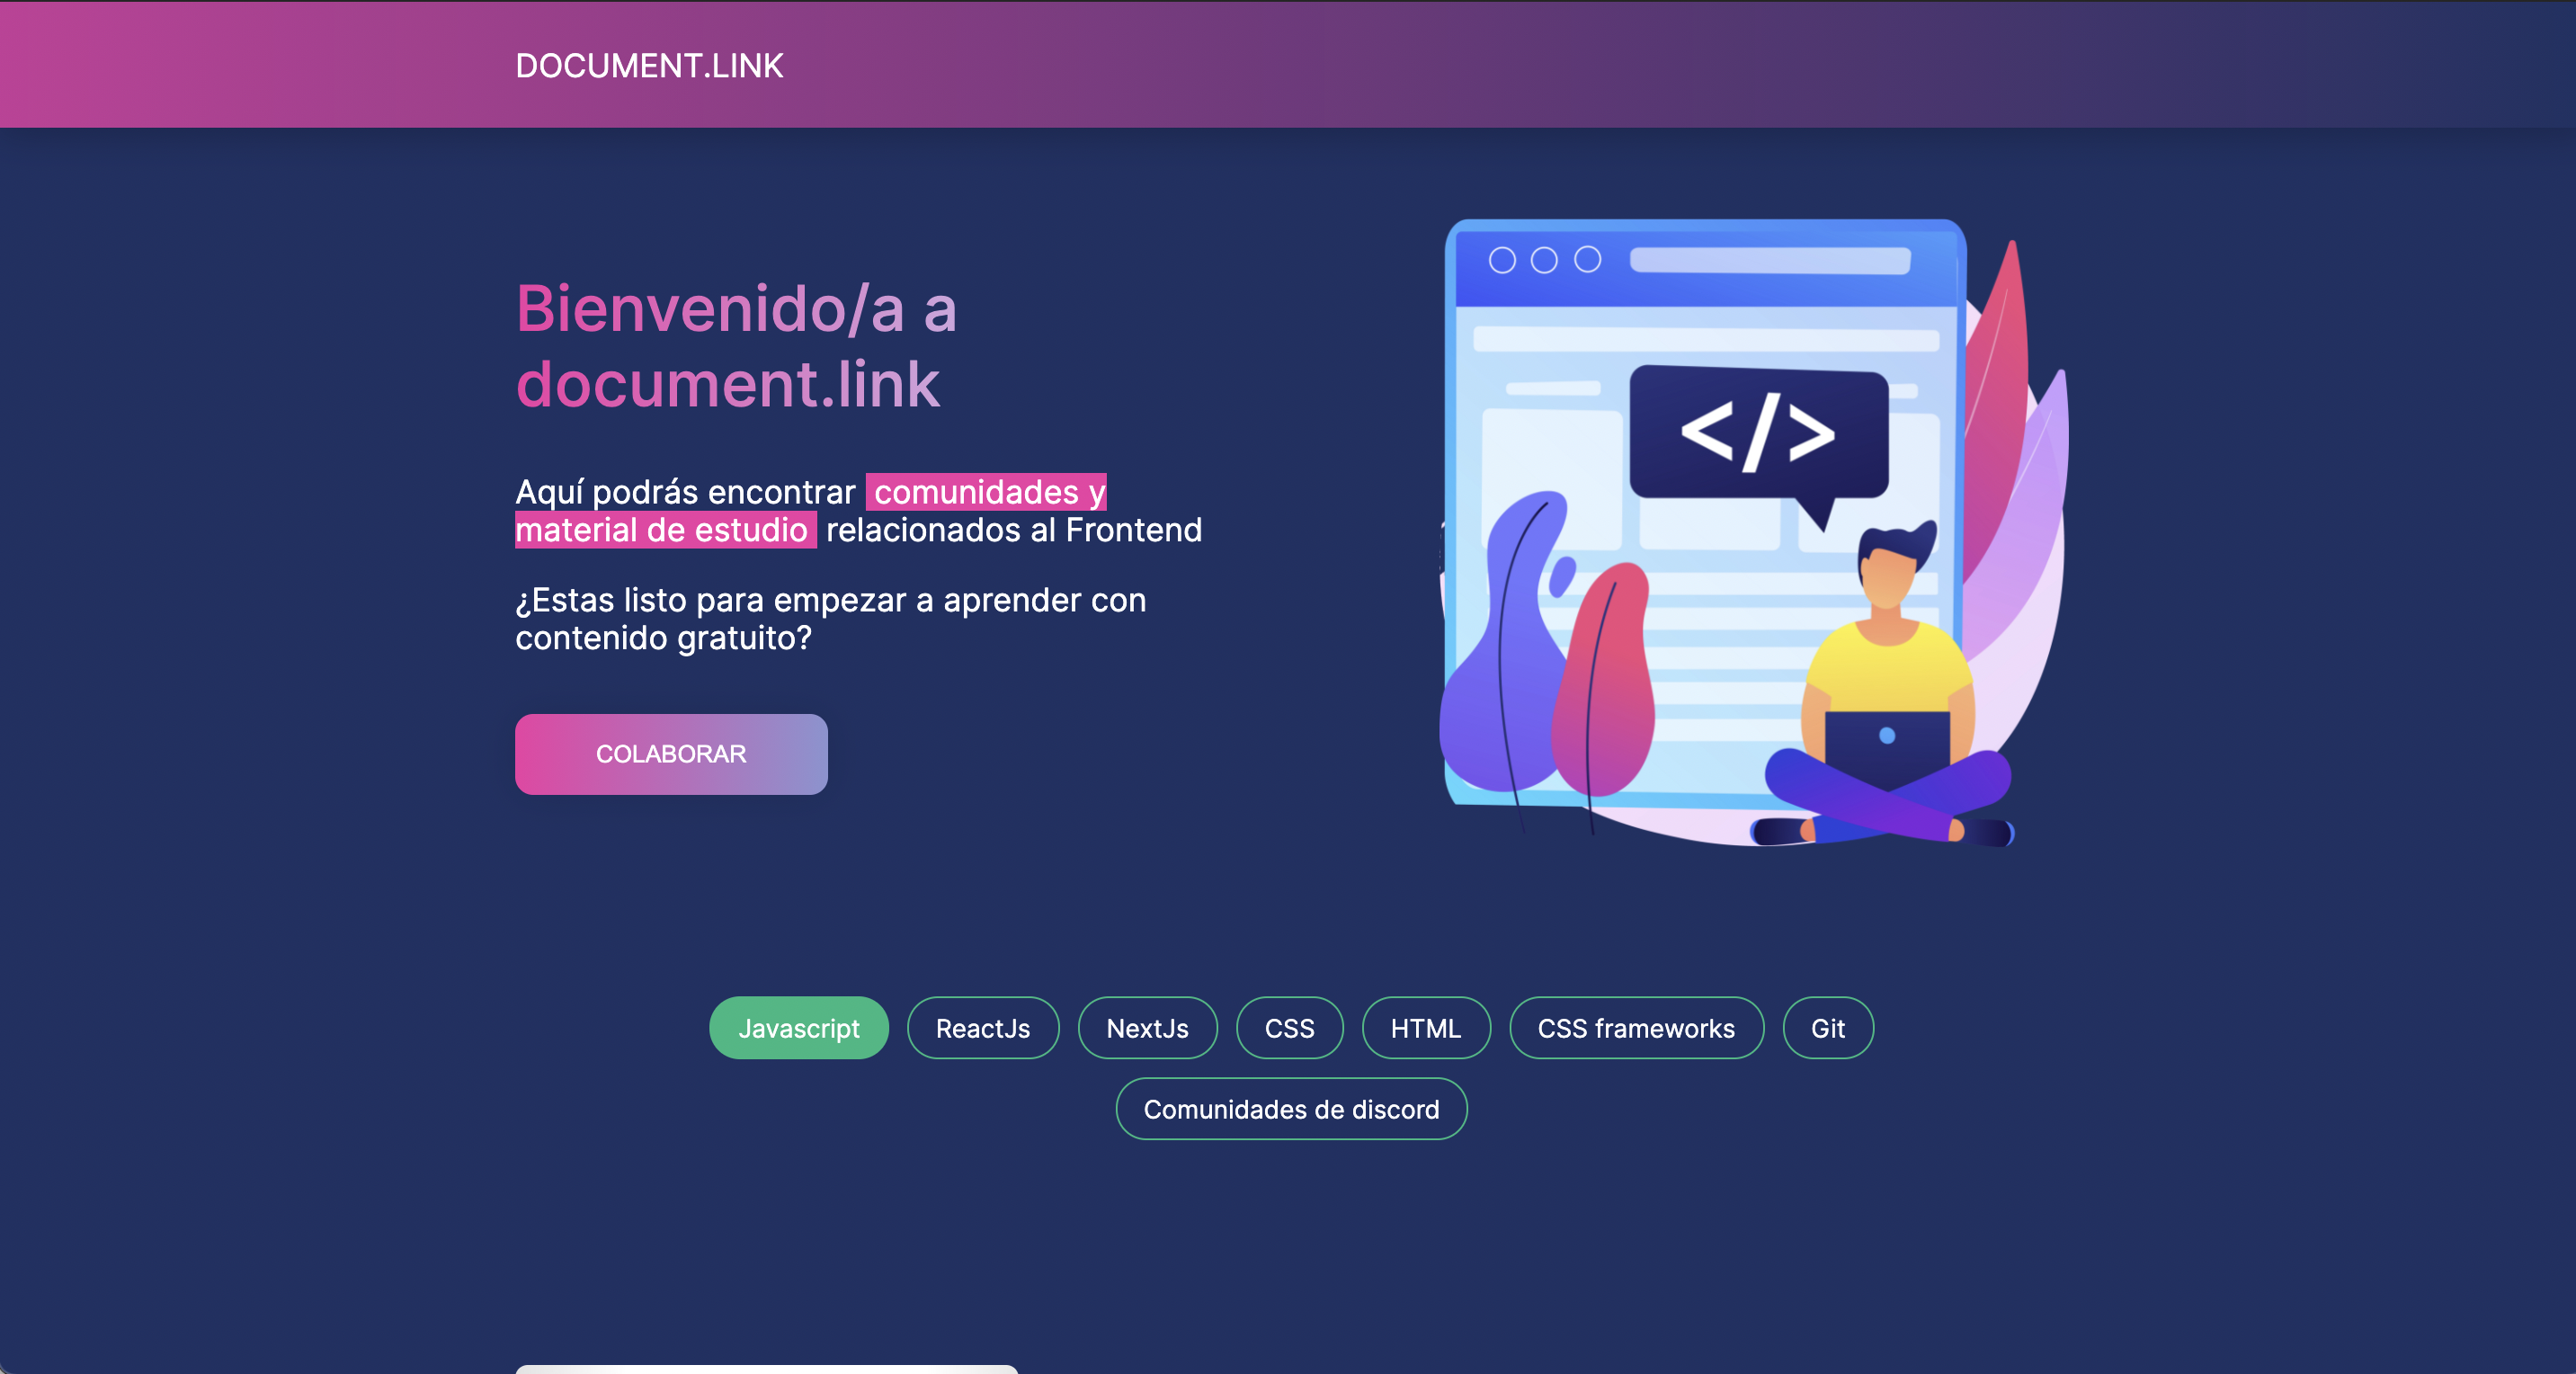 DOCUMENT.LINK
Bienvenido/a a
document.link
Aquí podrás encontrar comunidades y
material de estudio relacionados al Frontend
¿Estas listo para empezar a aprender con
contenido gratuito?
COLABORAR
</>
Javascript ReactJs NextJs CSS HTML CSS frameworks Git
Comunidades de discord